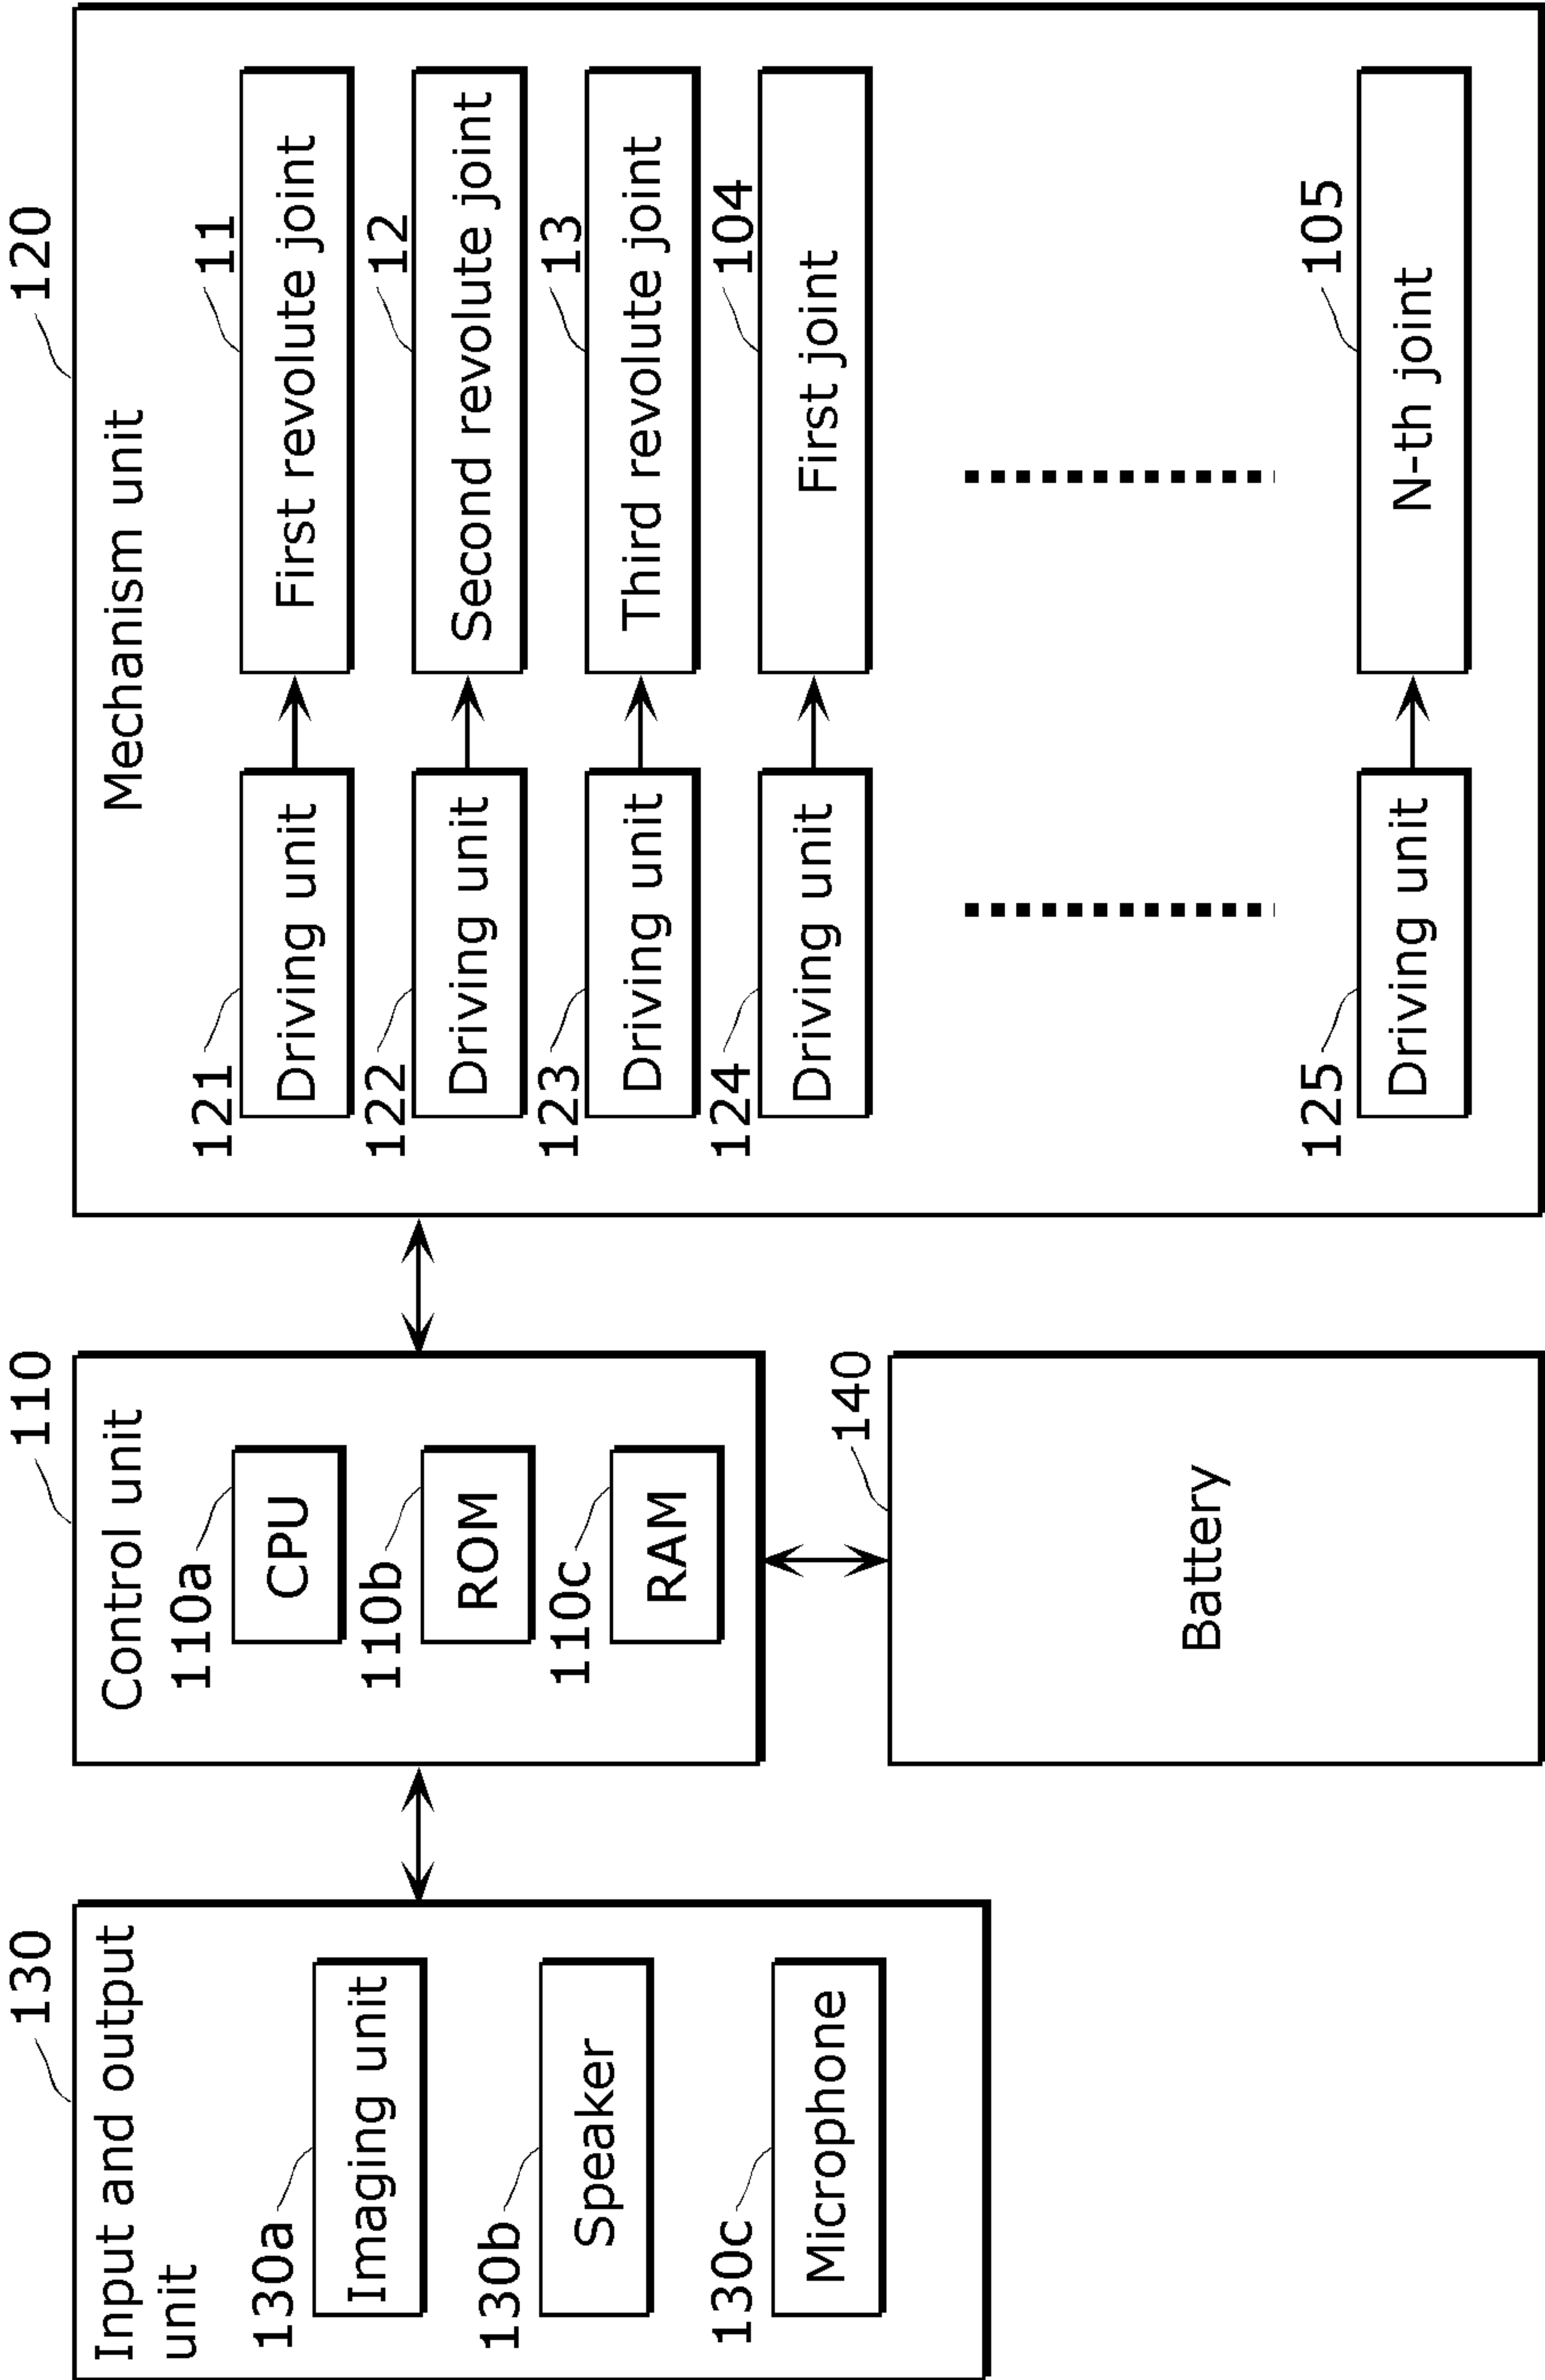 130
Input and output
unit
130a
Imaging unit
130b
Speaker
130c
Microphone
110
Control unit
110a
CPU
110b
ROM
110c
RAM
140
Battery
120
Mechanism unit
121
Driving unit
11
First revolute joint
122
Driving unit
12
Second revolute joint
123
Driving unit
13
Third revolute joint
124
Driving unit
104
First joint
125
Driving unit
105
N-th joint